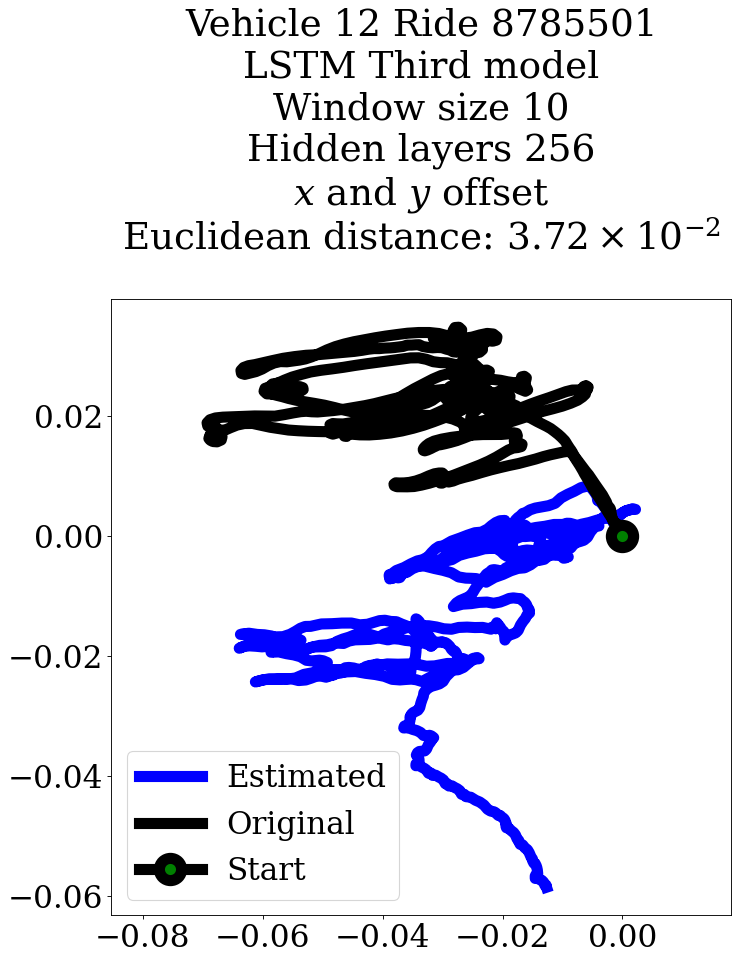 Vehicle 12 Ride 8785501
LSTM Third model
Window size 10
Hidden layers 256
x and y offset
Euclidean distance: 3.72 × 10⁻²
0.02
0.00
−0.02
−0.04
−0.06
Estimated
Original
Start
−0.08 −0.06 −0.04 −0.02 0.00